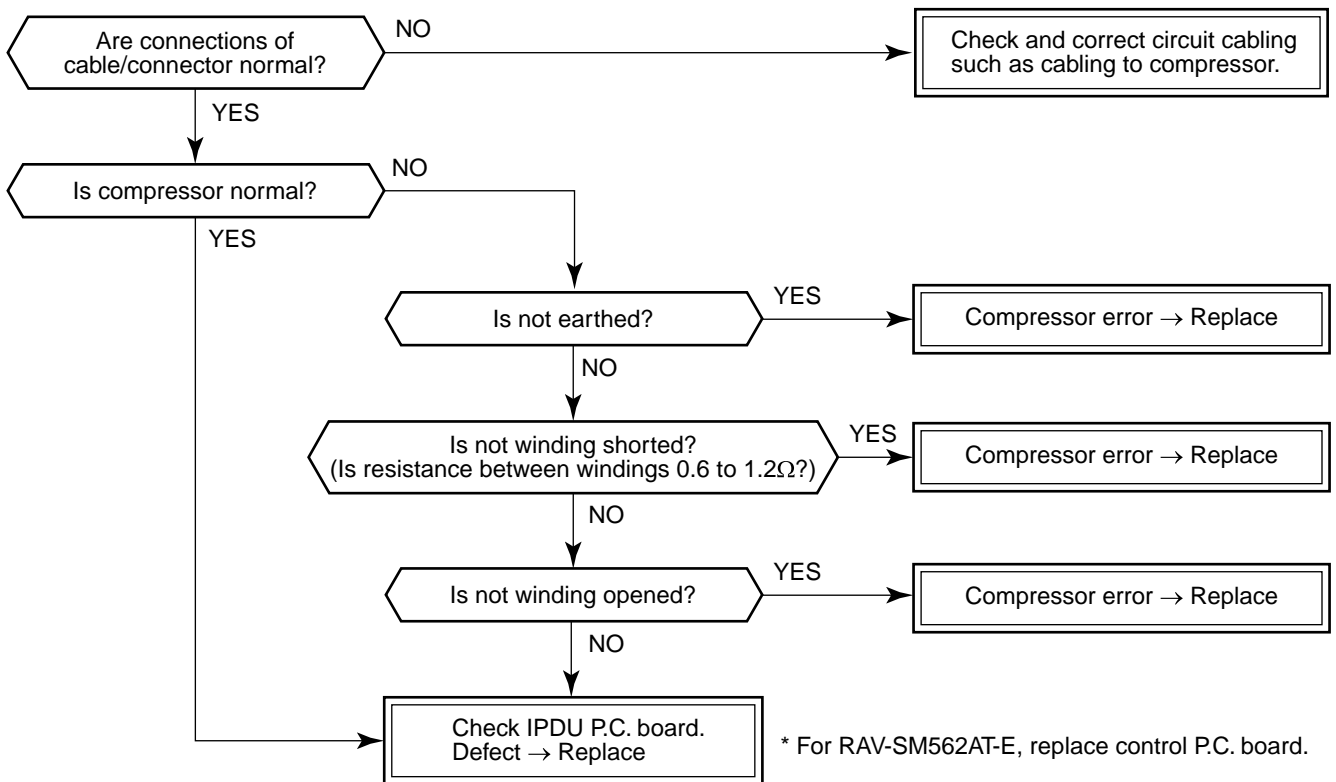 Are connections of
cable/connector normal?
NO
Check and correct circuit cabling
such as cabling to compressor.
YES
Is compressor normal?
NO
YES
Is not earthed?
YES
Compressor error → Replace
NO
Is not winding shorted?
(Is resistance between windings 0.6 to 1.2Ω?)
YES
Compressor error → Replace
NO
Is not winding opened?
YES
Compressor error → Replace
NO
Check IPDU P.C. board.
Defect → Replace
* For RAV-SM562AT-E, replace control P.C. board.